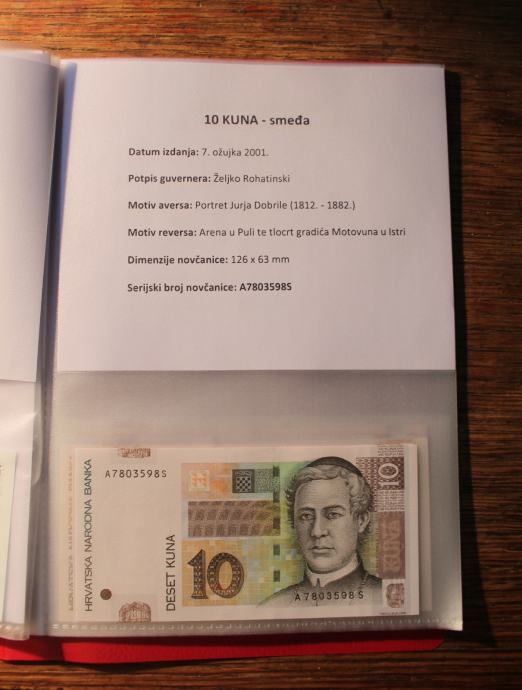 10 KUNA - smeđa
Datum izdanja: 7. ožujka 2001.
Potpis guvernera: Željko Rohatinski
Motiv aversa: Portret Jurja Dobrile (1812. - 1882.)
Motiv reversa: Arena u Puli te tlocrt gradića Motovuna u Istri
Dimenzije novčanice: 126 x 63 mm
Serijski broj novčanice: A7803598S
A7803598S
HRVATSKA NARODNA BANKA
DESET KUNA
10
10
A7803598S